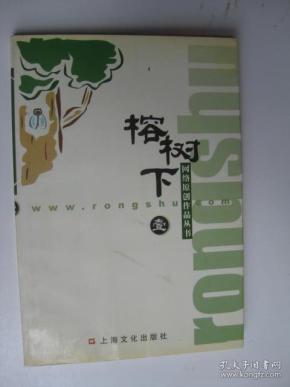 rongshu
榕树下
网络原创作品丛书
www.rongshu.com
壹
上海文化出版社
孔夫子旧书网